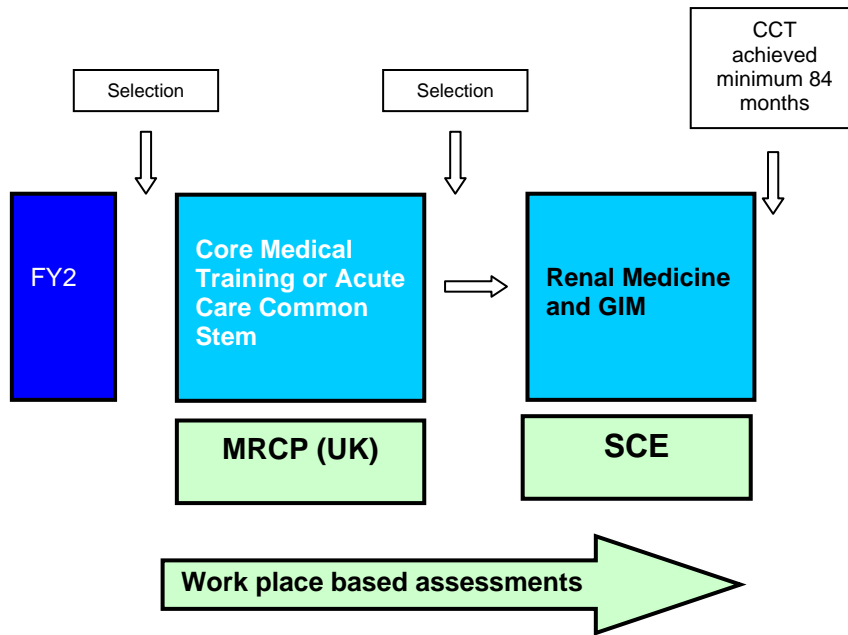 CCT
achieved
minimum 84
months
Selection
Selection
FY2
Core Medical
Training or Acute
Care Common
Stem
Renal Medicine
and GIM
MRCP (UK)
SCE
Work place based assessments